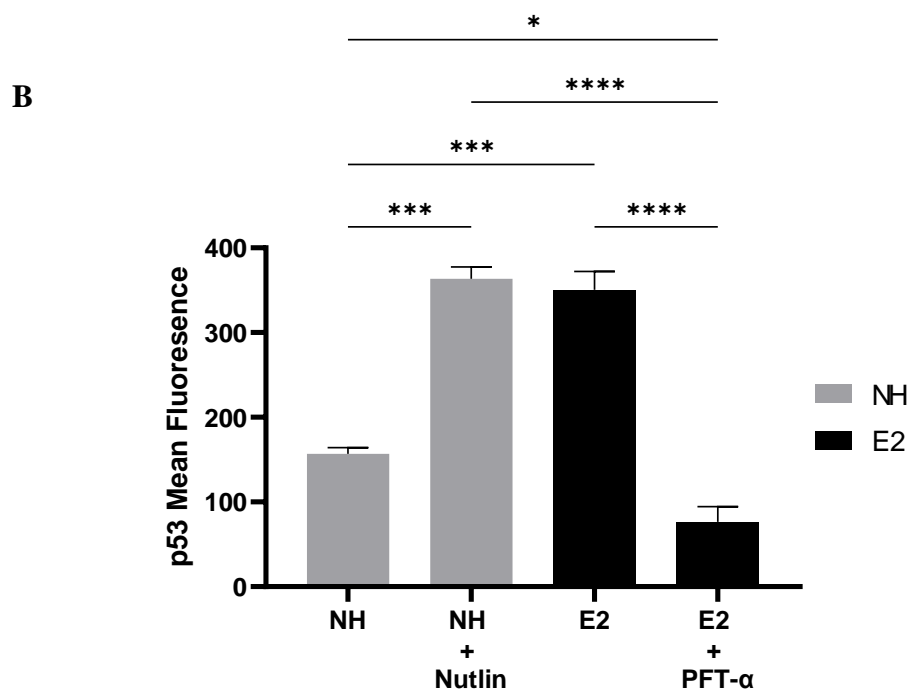 *
B
****
***
*** ****
400
300
200
100
0
p53 Mean Fluoresence
NH
E2
NH NH E2 E2
+ +
Nutlin PFT-α